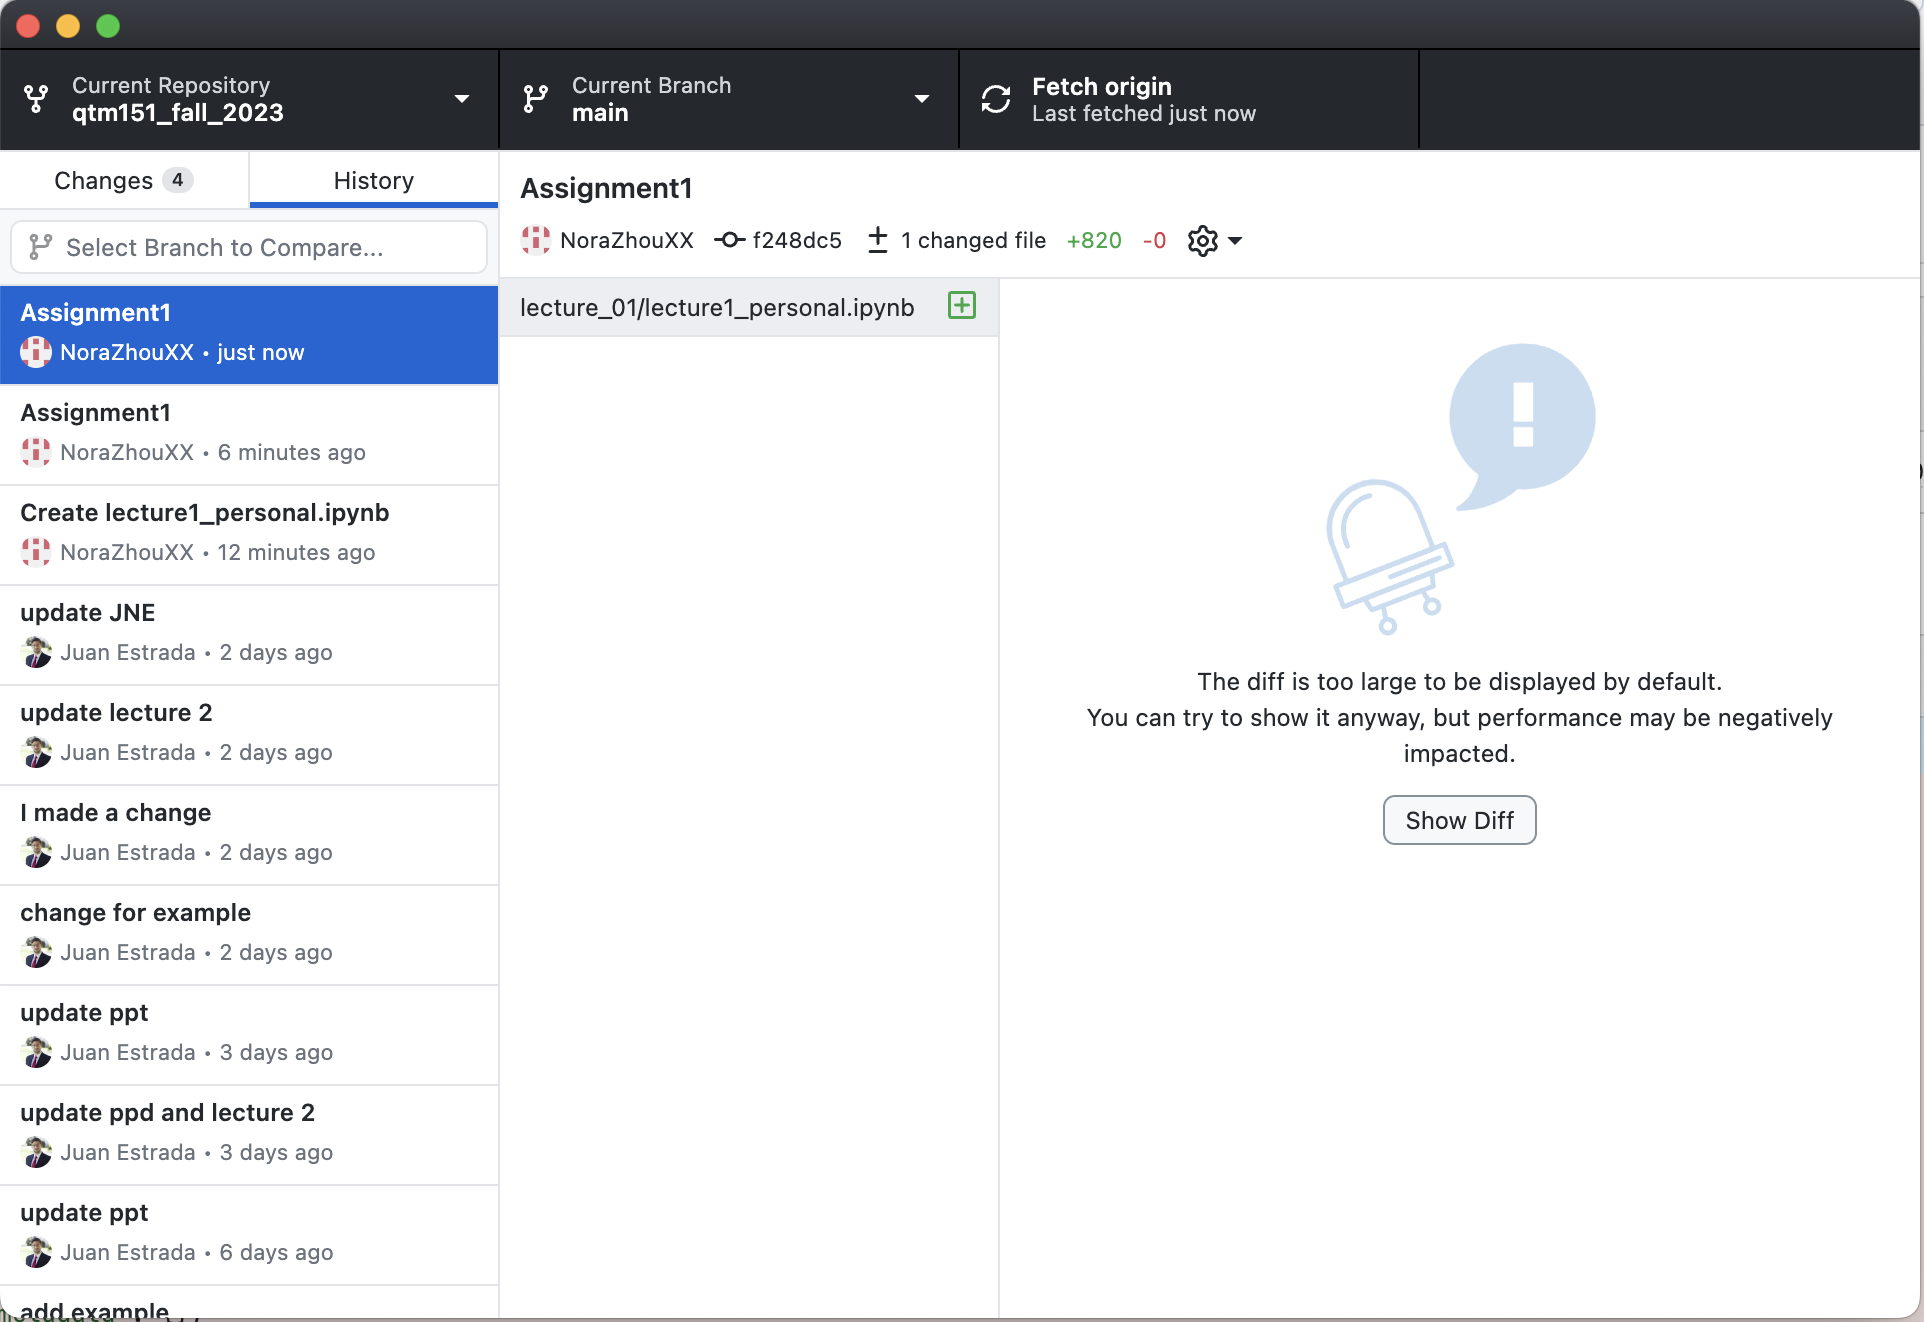 Current Repository
qtm151_fall_2023
Current Branch
main
Fetch origin
Last fetched just now
Changes 4
History
Select Branch to Compare...
Assignment1
NoraZhouXX • just now
Assignment1
NoraZhouXX • 6 minutes ago
Create lecture1_personal.ipynb
NoraZhouXX • 12 minutes ago
update JNE
Juan Estrada • 2 days ago
update lecture 2
Juan Estrada • 2 days ago
I made a change
Juan Estrada • 2 days ago
change for example
Juan Estrada • 2 days ago
update ppt
Juan Estrada • 3 days ago
update ppd and lecture 2
Juan Estrada • 3 days ago
update ppt
Juan Estrada • 6 days ago
add example
Assignment1
NoraZhouXX f248dc5 1 changed file +820 -0
lecture_01/lecture1_personal.ipynb
The diff is too large to be displayed by default.
You can try to show it anyway, but performance may be negatively
impacted.
Show Diff